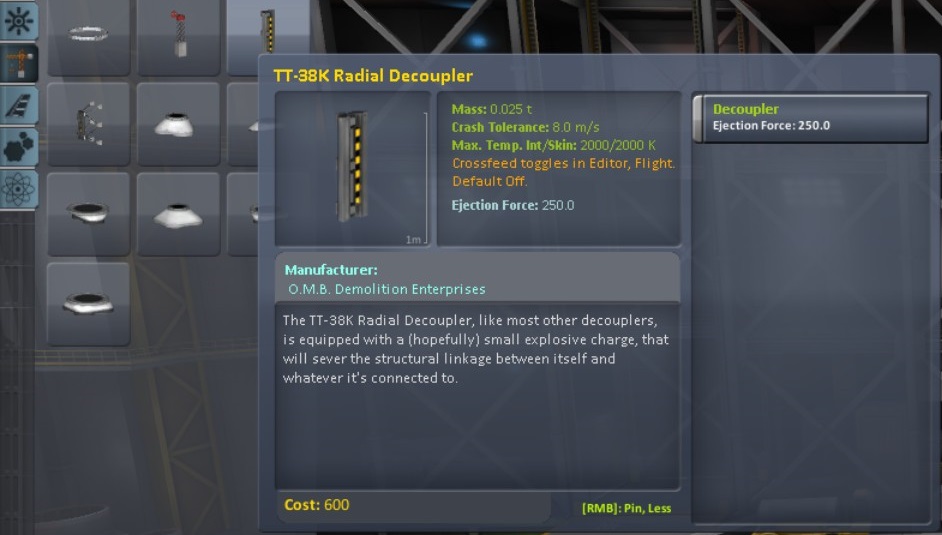 TT-38K Radial Decoupler
1m
Mass: 0.025 t
Crash Tolerance: 8.0 m/s
Max. Temp. Int/Skin: 2000/2000 K
Crossfeed toggles in Editor, Flight.
Default Off.
Ejection Force: 250.0
Decoupler
Ejection Force: 250.0
Manufacturer:
O.M.B. Demolition Enterprises
The TT-38K Radial Decoupler, like most other decouplers,
is equipped with a (hopefully) small explosive charge, that
will sever the structural linkage between itself and
whatever it's connected to.
Cost: 600
[RMB]: Pin, Less